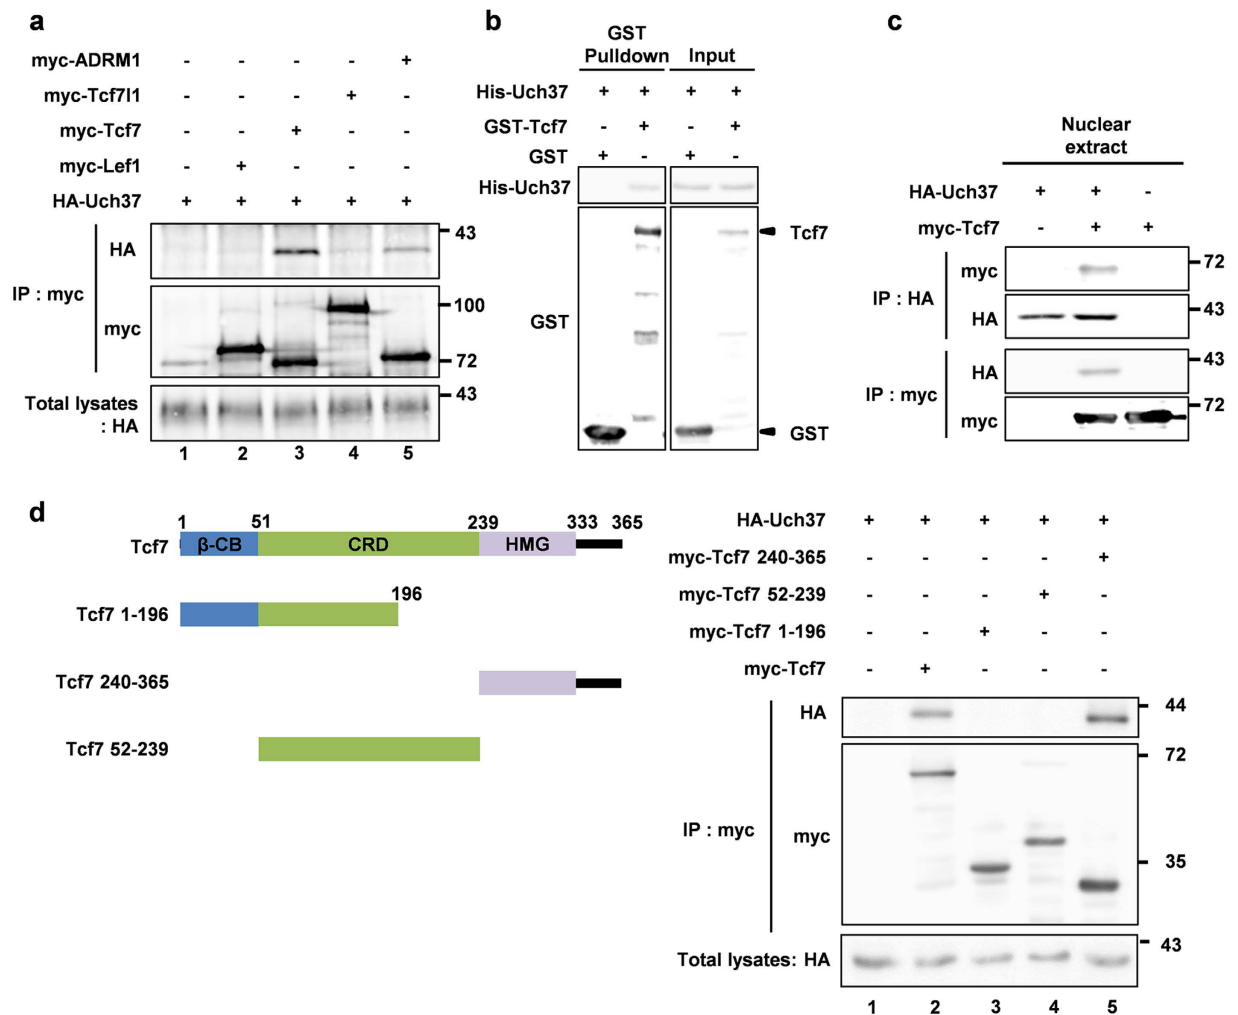 a
myc-ADRM1 - - - - +
myc-Tcf7l1 - - - + -
myc-Tcf7 - - + - -
myc-Lef1 - + - - -
HA-Uch37 + + + + +
IP : myc
HA
43
myc
100
72
Total lysates
: HA
43
1 2 3 4 5
b
GST
Pulldown Input
His-Uch37 + + + +
GST-Tcf7 - + - +
GST + - + -
His-Uch37
GST
Tcf7
GST
c
Nuclear
extract
HA-Uch37 + + -
myc-Tcf7 - + +
IP : HA
myc 72
HA 43
IP : myc
HA 43
myc 72
d
1 51 239 333 365
Tcf7 β-CB CRD HMG
196
Tcf7 1-196
Tcf7 240-365
Tcf7 52-239
HA-Uch37 + + + + +
myc-Tcf7 240-365 - - - - +
myc-Tcf7 52-239 - - - + -
myc-Tcf7 1-196 - - + - -
myc-Tcf7 - + - - -
IP : myc
HA 44
72
myc
35
Total lysates: HA 43
1 2 3 4 5